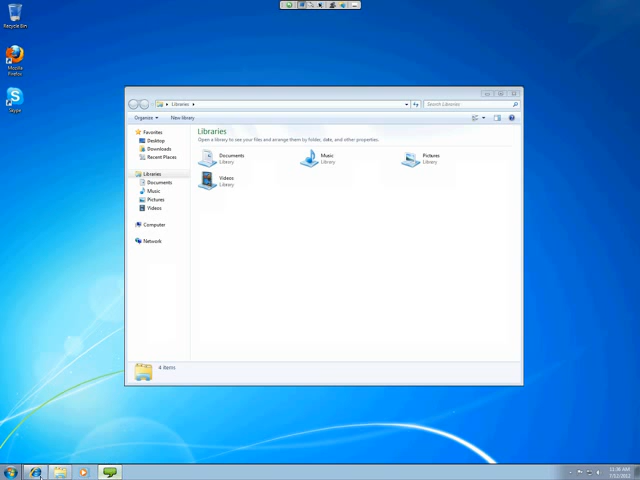 Recycle Bin
Mozilla
Firefox
Skype
Libraries
Search Libraries
Organize
New library
Favorites
Desktop
Downloads
Recent Places
Libraries
Documents
Music
Pictures
Videos
Computer
Network
Libraries
Open a library to see your files and arrange them by folder, date, and other properties.
Documents
Library
Music
Library
Pictures
Library
Videos
Library
4 items
11:36 AM
7/12/2012